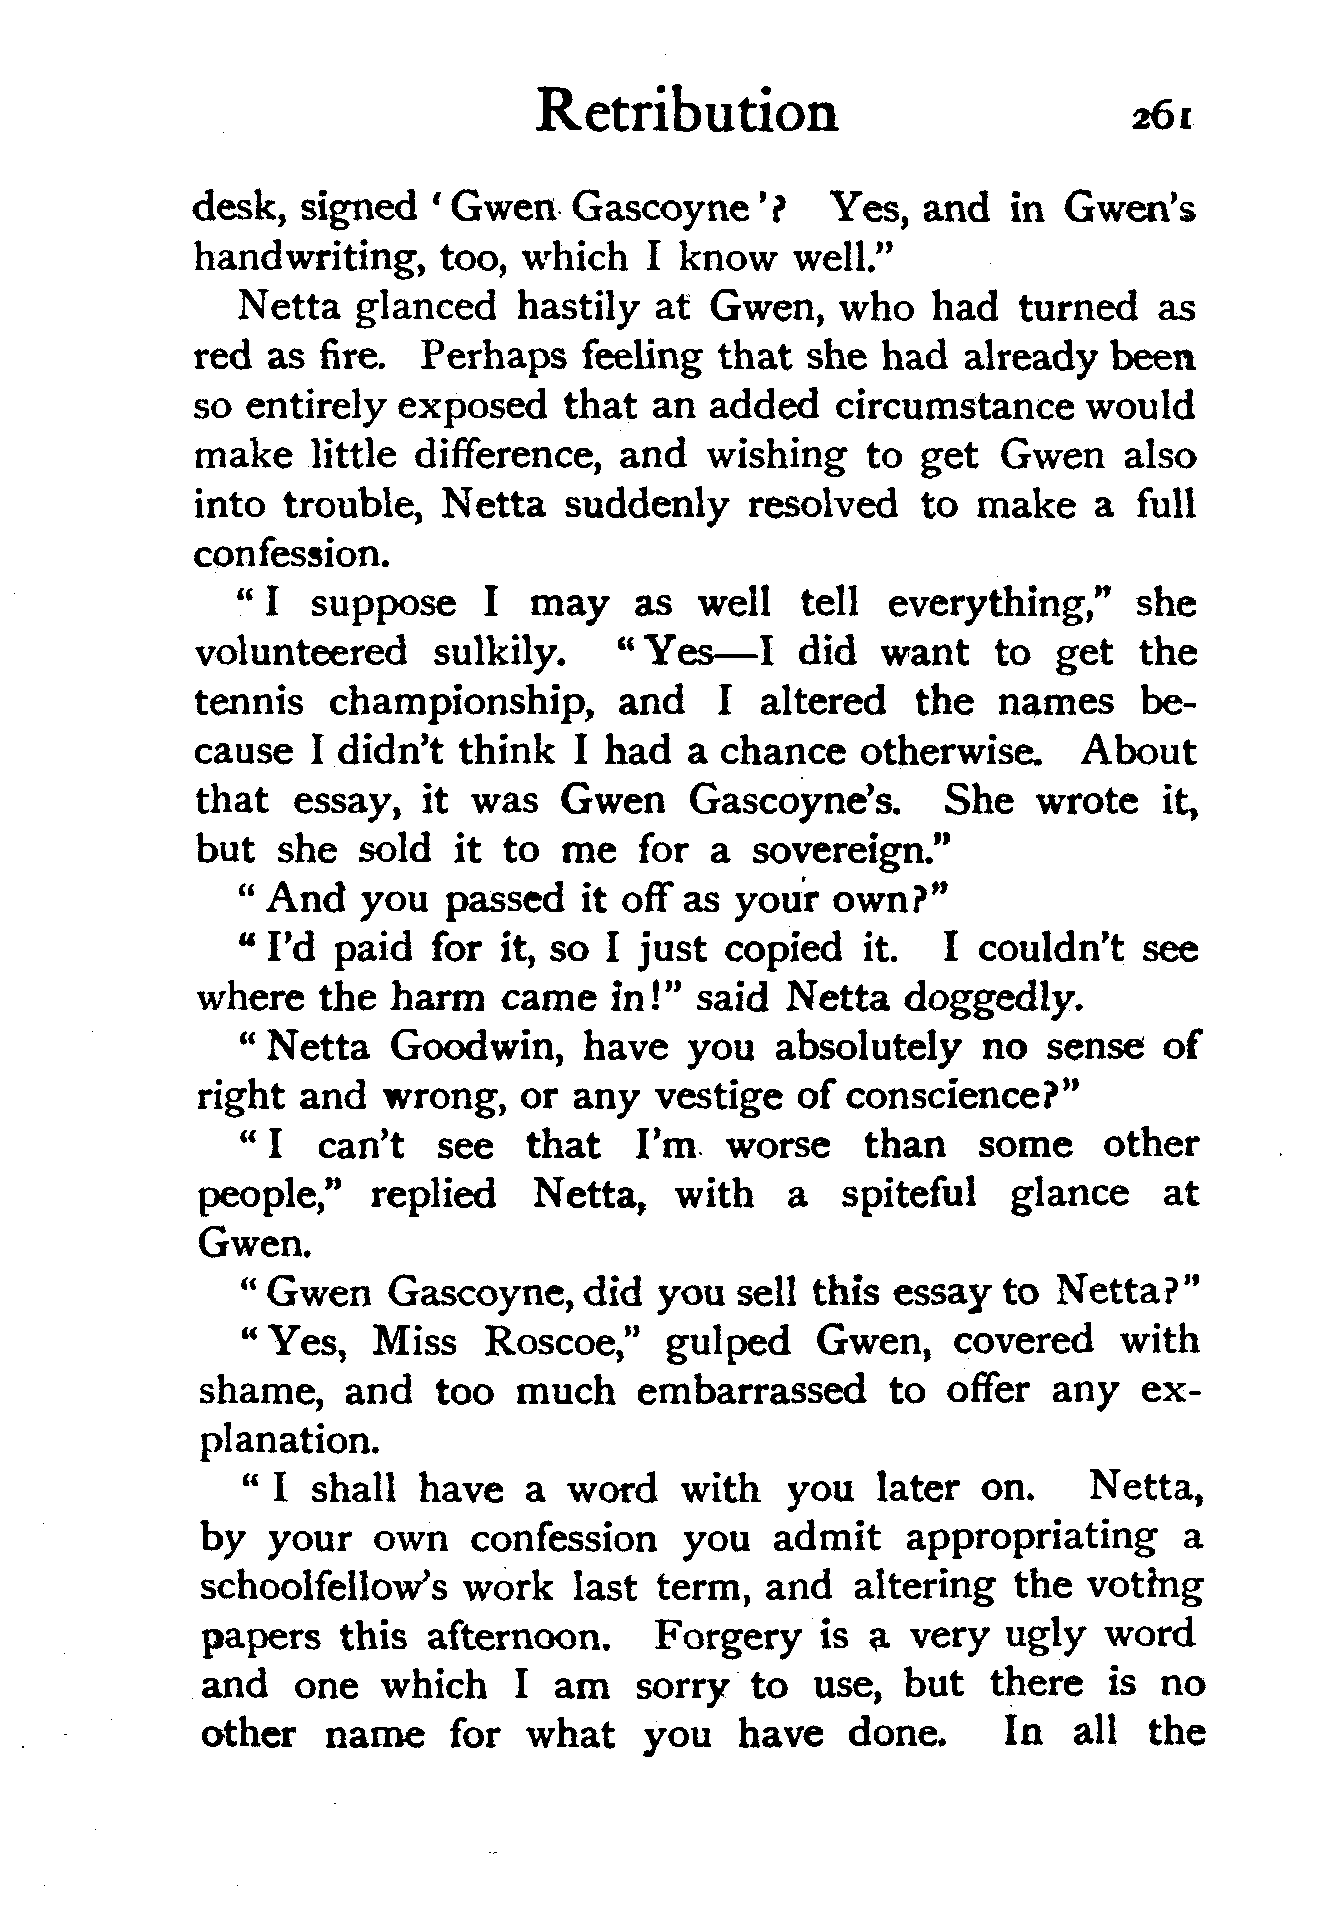 Retribution 261
desk, signed ‘Gwen Gascoyne’? Yes, and in Gwen’s
handwriting, too, which I know well.”
Netta glanced hastily at Gwen, who had turned as
red as fire. Perhaps feeling that she had already been
so entirely exposed that an added circumstance would
make little difference, and wishing to get Gwen also
into trouble, Netta suddenly resolved to make a full
confession.
“I suppose I may as well tell everything,” she
volunteered sulkily. “Yes—I did want to get the
tennis championship, and I altered the names be-
cause I didn’t think I had a chance otherwise. About
that essay, it was Gwen Gascoyne’s. She wrote it,
but she sold it to me for a sovereign.”
“And you passed it off as your own?”
“I’d paid for it, so I just copied it. I couldn’t see
where the harm came in!” said Netta doggedly.
“Netta Goodwin, have you absolutely no sense of
right and wrong, or any vestige of conscience?”
“I can’t see that I’m worse than some other
people,” replied Netta, with a spiteful glance at
Gwen.
“Gwen Gascoyne, did you sell this essay to Netta?”
“Yes, Miss Roscoe,” gulped Gwen, covered with
shame, and too much embarrassed to offer any ex-
planation.
“I shall have a word with you later on. Netta,
by your own confession you admit appropriating a
schoolfellow’s work last term, and altering the voting
papers this afternoon. Forgery is a very ugly word
and one which I am sorry to use, but there is no
other name for what you have done. In all the